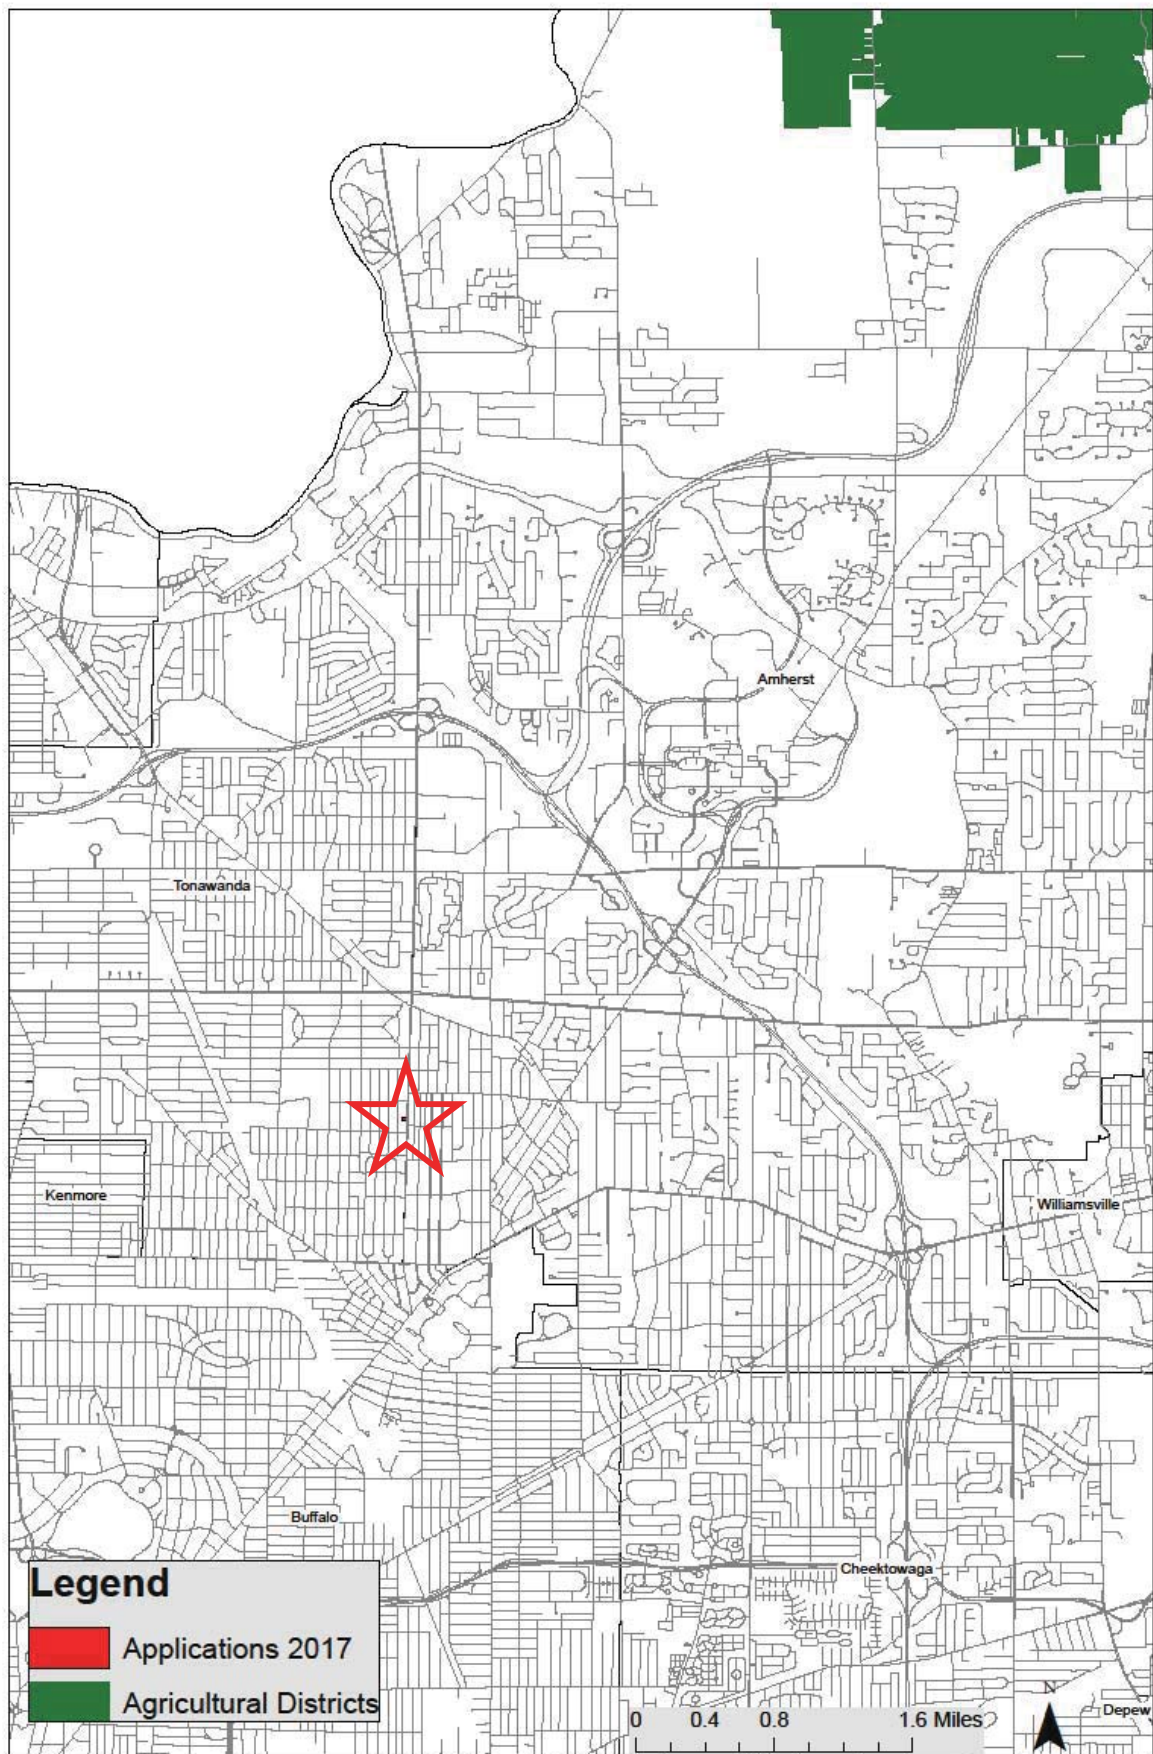 Amherst
Tonawanda
Kenmore
Williamsville
Buffalo
Cheektowaga
Legend
Applications 2017
Agricultural Districts
N
Depew
0 0.4 0.8 1.6 Miles